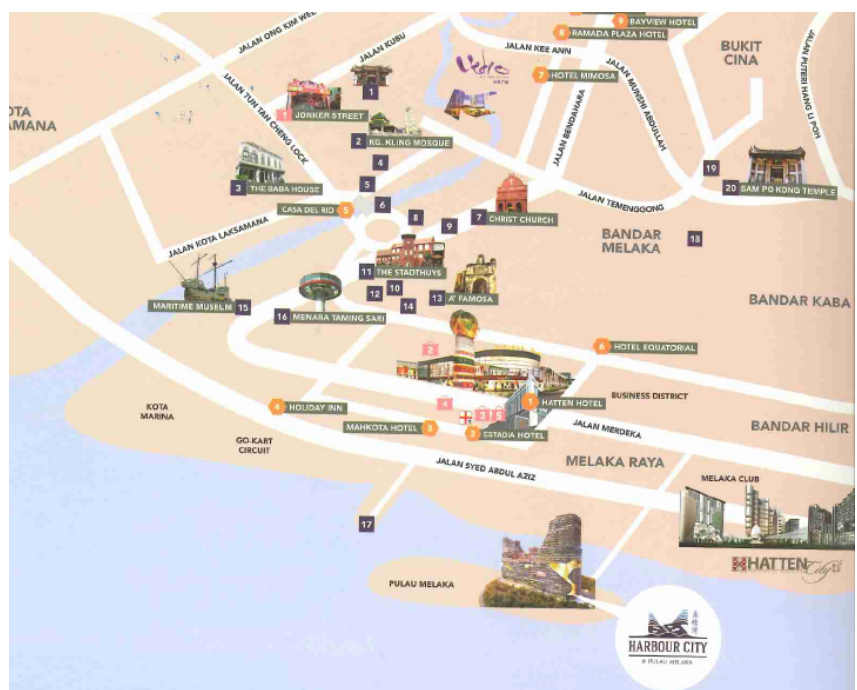 9 BAYVIEW HOTEL
8 RAMADA PLAZA HOTEL
JALAN ONG KIM WEE
JALAN KUBU
JALAN KEE ANN
BUKIT
CINA
JALAN PUTERI HANG LI POH
7 HOTEL MIMOSA
JALAN MUNSHI ABDULLAH
1
JALAN TUN TAN CHENG LOCK
KOTA
LAKSAMANA
1 JONKER STREET
JALAN BENDAHARA
2 KG. KLING MOSQUE
4
19
3 THE BABA HOUSE
5
20 SAM PO KONG TEMPLE
JALAN TEMENGGONG
CASA DEL RIO 5
6
8
9
7 CHRIST CHURCH
BANDAR
MELAKA
18
JALAN KOTA LAKSAMANA
11 THE STADTHUYS
10
12
13 A' FAMOSA
14
BANDAR KABA
MARITIME MUSEUM 15
16 MENARA TAMING SARI
6 HOTEL EQUATORIAL
2
BUSINESS DISTRICT
4 HOLIDAY INN
4
3
5
1 HATTEN HOTEL
KOTA
MARINA
MAHKOTA HOTEL 3
2 ESTADIA HOTEL
JALAN MERDEKA
BANDAR HILIR
GO-KART
CIRCUIT
JALAN SYED ABDUL AZIZ
MELAKA RAYA
MELAKA CLUB
17
HATTEN City
PULAU MELAKA
HARBOUR CITY
@ PULAU MELAKA